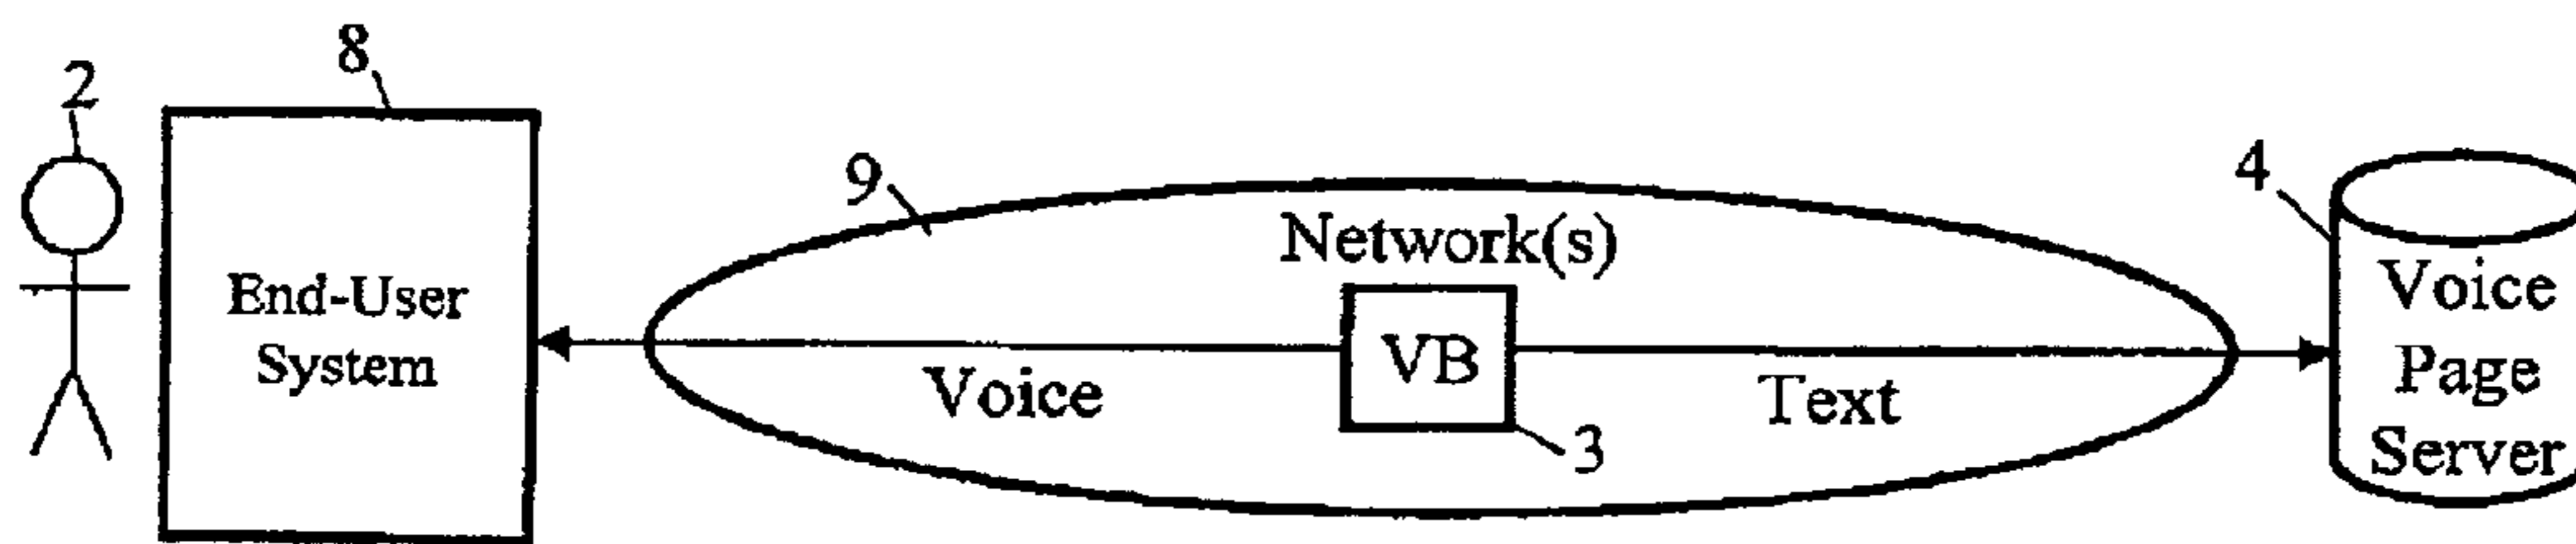 2
8
End-User
System
9
Network(s)
Voice
VB
3
Text
4
Voice
Page
Server